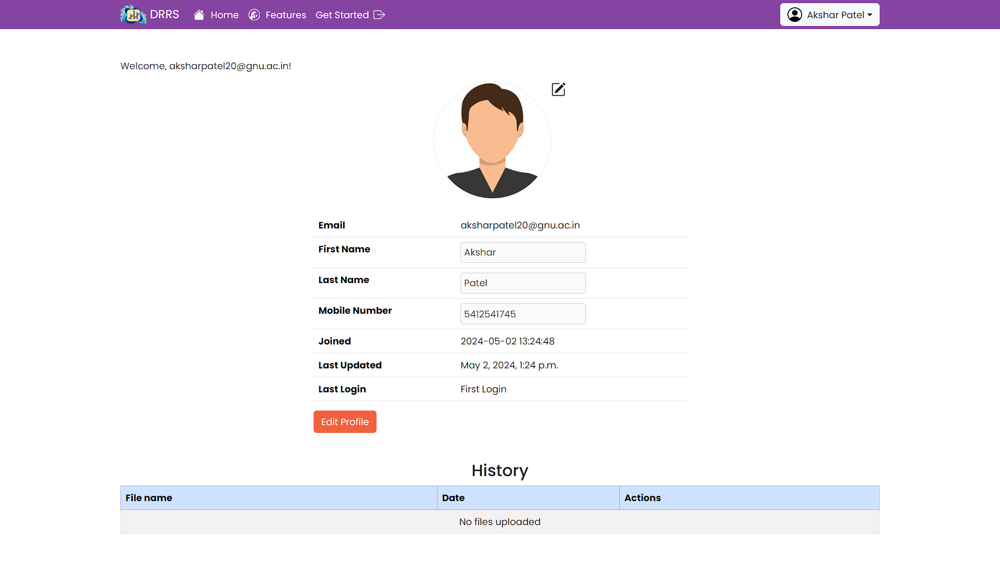 DRRS Home Features Get Started Akshar Patel
Welcome, aksharpatel20@gnu.ac.in!
Email aksharpatel20@gnu.ac.in
First Name Akshar
Last Name Patel
Mobile Number 5412541745
Joined 2024-05-02 13:24:48
Last Updated May 2, 2024, 1:24 p.m.
Last Login First Login
Edit Profile
History
File name Date Actions
No files uploaded